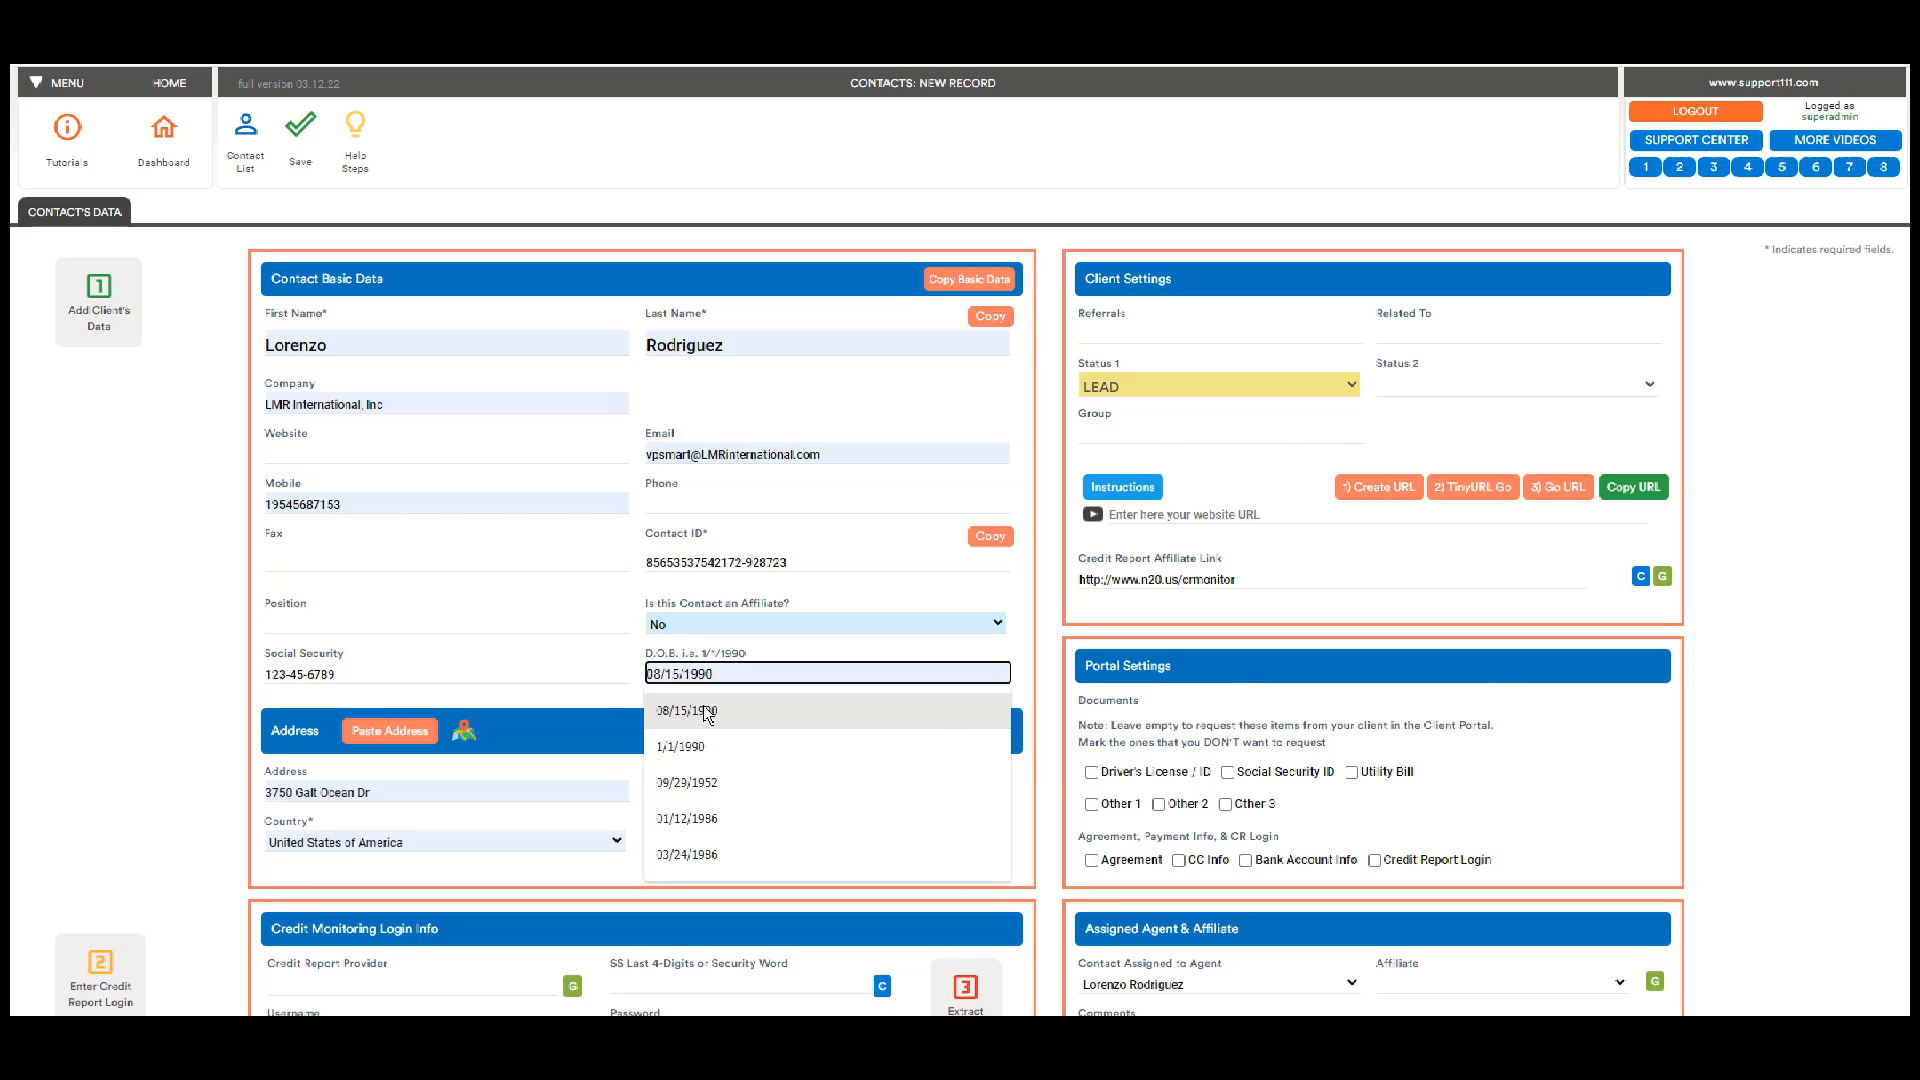 MENU
HOME
full version 03.12.22
CONTACTS: NEW RECORD
www.support111.com
Tutorials
Dashboard
Contact
List
Save
Help
Steps
LOGOUT
Logged as
superadmin
SUPPORT CENTER
MORE VIDEOS
1 2 3 4 5 6 7 8
CONTACT'S DATA
* Indicates required fields.
1
Add Client's
Data
Contact Basic Data
Copy Basic Data
First Name*
Last Name*
Copy
Lorenzo
Rodriguez
Company
LMR International, Inc
Website
Email
vpsmart@LMRinternational.com
Mobile
Phone
19545687153
Fax
Contact ID*
Copy
85653537542172-928723
Position
Is this Contact an Affiliate?
No
Social Security
D.O.B. i.e. 1/1/1990
123-45-6789
08/15/1990
08/15/1990
1/1/1990
09/29/1952
01/12/1986
03/24/1986
Address
Paste Address
Address
3750 Galt Ocean Dr
Country*
United States of America
Client Settings
Referrals
Related To
Status 1
Status 2
LEAD
Group
Instructions
1) Create URL
2) TinyURL Go
3) Go URL
Copy URL
Enter here your website URL
Credit Report Affiliate Link
http://www.n20.us/crmonitor
C G
Portal Settings
Documents
Note: Leave empty to request these items from your client in the Client Portal.
Mark the ones that you DON'T want to request
Driver's License / ID
Social Security ID
Utility Bill
Other 1
Other 2
Other 3
Agreement, Payment Info, & CR Login
Agreement
CC Info
Bank Account Info
Credit Report Login
2
Enter Credit
Report Login
Credit Monitoring Login Info
Credit Report Provider
SS Last 4-Digits or Security Word
G
C
3
Extract
Username
Password
Assigned Agent & Affiliate
Contact Assigned to Agent
Affiliate
Lorenzo Rodriguez
G
Comments